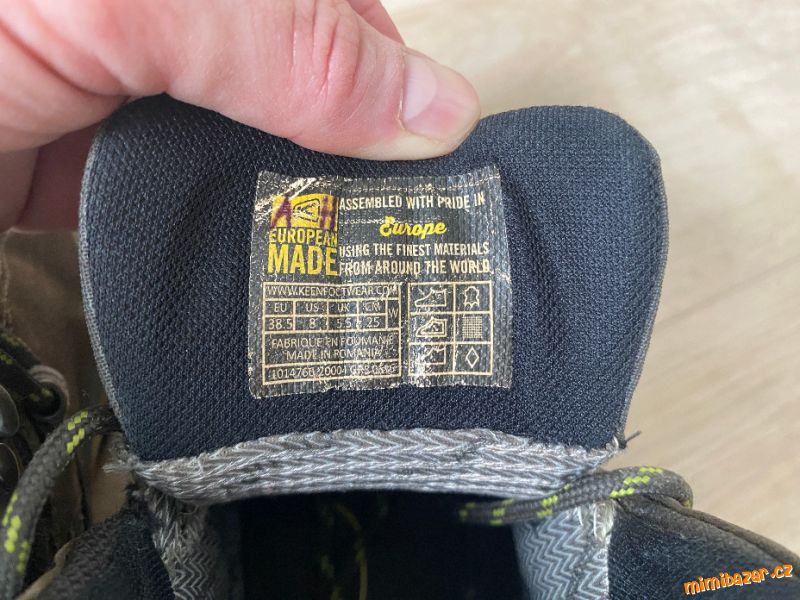 AH
EUROPEAN
MADE
ASSEMBLED WITH PRIDE IN
Europe
USING THE FINEST MATERIALS
FROM AROUND THE WORLD
WWW.KEENFOOTWEAR.COM
EU US UK CM W
38.5 8 5.5 25
FABRIQUE EN ROUMANIE
MADE IN ROMANIA
mimibazar.cz